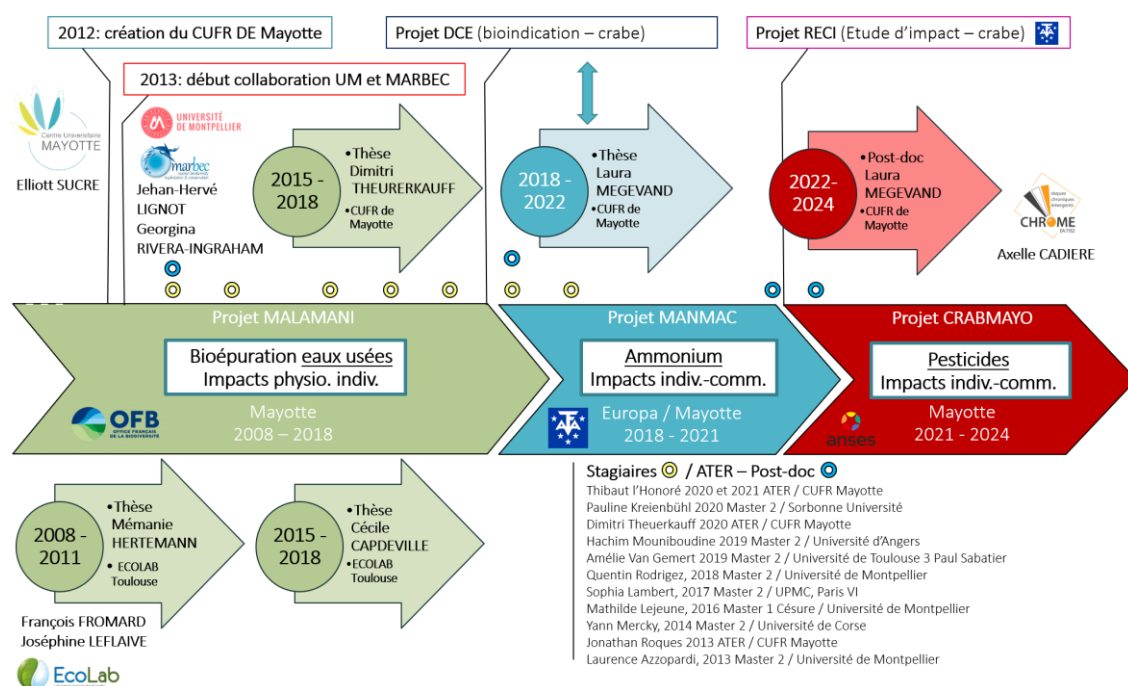 2012: création du CUFR DE Mayotte
Projet DCE (bioindication – crabe)
Projet RECI (Etude d'impact – crabe)
2013: début collaboration UM et MARBEC
Centre Universitaire
MAYOTTE
Elliott SUCRE
UNIVERSITÉ
DE MONTPELLIER
marbec
Jehan-Hervé
LIGNOT
Georgina
RIVERA-INGRAHAM
2015 -
2018
•Thèse
Dimitri
THEURERKAUFF
•CUFR de
Mayotte
2018 -
2022
•Thèse
Laura
MEGEVAND
•CUFR de
Mayotte
2022-
2024
•Post-doc
Laura
MEGEVAND
•CUFR de
Mayotte
risques
chroniques
émergents
CHROME
Axelle CADIERE
Projet MALAMANI
Bioépuration eaux usées
Impacts physio. indiv.
Mayotte
2008 – 2018
OFB
OFFICE FRANÇAIS
DE LA BIODIVERSITÉ
Projet MANMAC
Ammonium
Impacts indiv.-comm.
Europa / Mayotte
2018 - 2021
Projet CRABMAYO
Pesticides
Impacts indiv.-comm.
Mayotte
2021 - 2024
anses
2008 -
2011
•Thèse
Mémanie
HERTEMANN
• ECOLAB
Toulouse
2015 -
2018
•Thèse
Cécile
CAPDEVILLE
•ECOLAB
Toulouse
François FROMARD
Joséphine LEFLAIVE
EcoLab
Stagiaires / ATER – Post-doc
Thibaut l'Honoré 2020 et 2021 ATER / CUFR Mayotte
Pauline Kreienbühl 2020 Master 2 / Sorbonne Université
Dimitri Theuerkauff 2020 ATER / CUFR Mayotte
Hachim Mouniboudine 2019 Master 2 / Université d'Angers
Amélie Van Gemert 2019 Master 2 / Université de Toulouse 3 Paul Sabatier
Quentin Rodrigez, 2018 Master 2 / Université de Montpellier
Sophia Lambert, 2017 Master 2 / UPMC, Paris VI
Mathilde Lejeune, 2016 Master 1 Césure / Université de Montpellier
Yann Mercky, 2014 Master 2 / Université de Corse
Jonathan Roques 2013 ATER / CUFR Mayotte
Laurence Azzopardi, 2013 Master 2 / Université de Montpellier